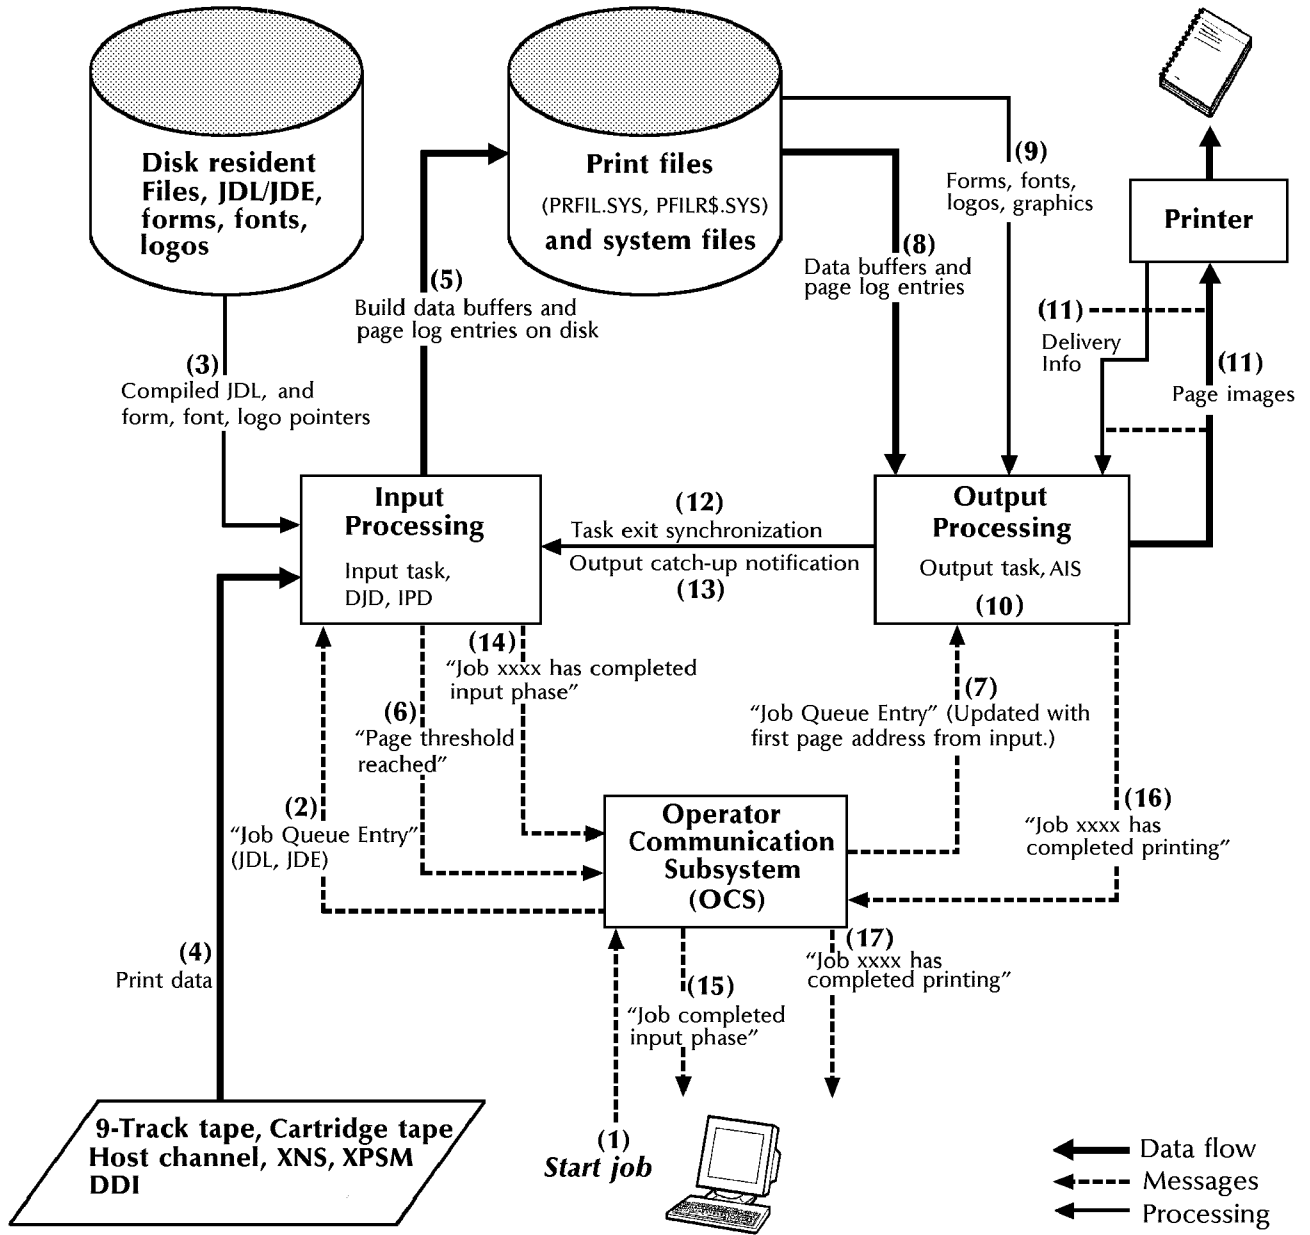 Disk resident
Files, JDL/JDE,
forms, fonts,
logos
Print files
(PRFIL.SYS, PFILR$.SYS)
and system files
(9)
Forms, fonts,
logos, graphics
Printer
(8)
Data buffers and
page log entries
(5)
Build data buffers and
page log entries on disk
(11)
Delivery
Info
(11)
Page images
(3)
Compiled JDL, and
form, font, logo pointers
Input
Processing
Input task,
DJD, IPD
(12)
Task exit synchronization
Output catch-up notification
(13)
Output
Processing
Output task, AIS
(10)
(14)
“Job xxxx has completed
input phase”
(6)
“Page threshold
reached”
(7)
“Job Queue Entry” (Updated with
first page address from input.)
(2)
“Job Queue Entry”
(JDL, JDE)
Operator
Communication
Subsystem
(OCS)
(16)
“Job xxxx has
completed printing”
(4)
Print data
(17)
“Job xxxx has
completed printing”
(15)
“Job completed
input phase”
(1)
Start job
9-Track tape, Cartridge tape
Host channel, XNS, XPSM
DDI
Data flow
Messages
Processing